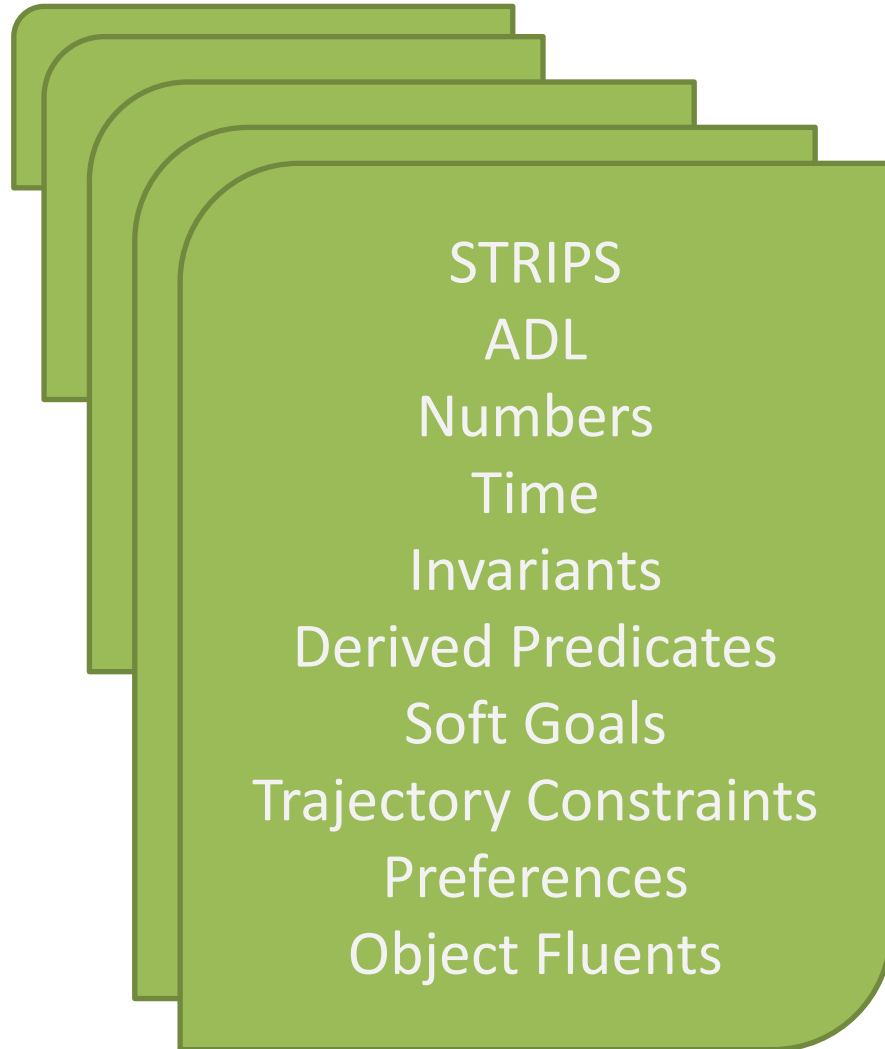 STRIPS
ADL
Numbers
Time
Invariants
Derived Predicates
Soft Goals
Trajectory Constraints
Preferences
Object Fluents